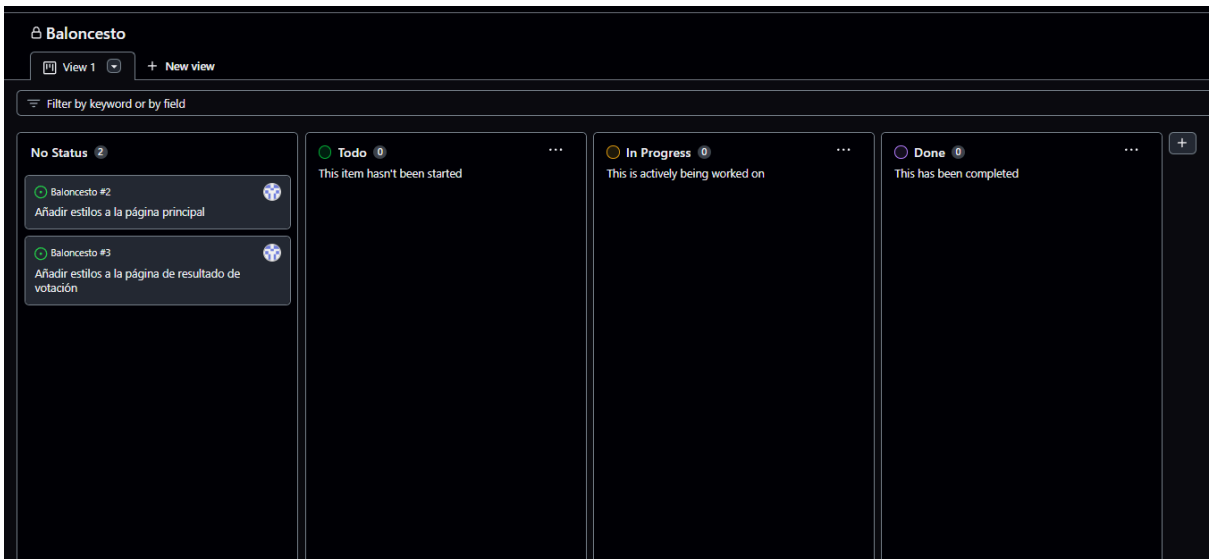 Baloncesto
View 1
+ New view
Filter by keyword or by field
No Status 2
Baloncesto #2
Añadir estilos a la página principal
Baloncesto #3
Añadir estilos a la página de resultado de
votación
Todo 0 ...
This item hasn't been started
In Progress 0 ...
This is actively being worked on
Done 0 ...
This has been completed
+